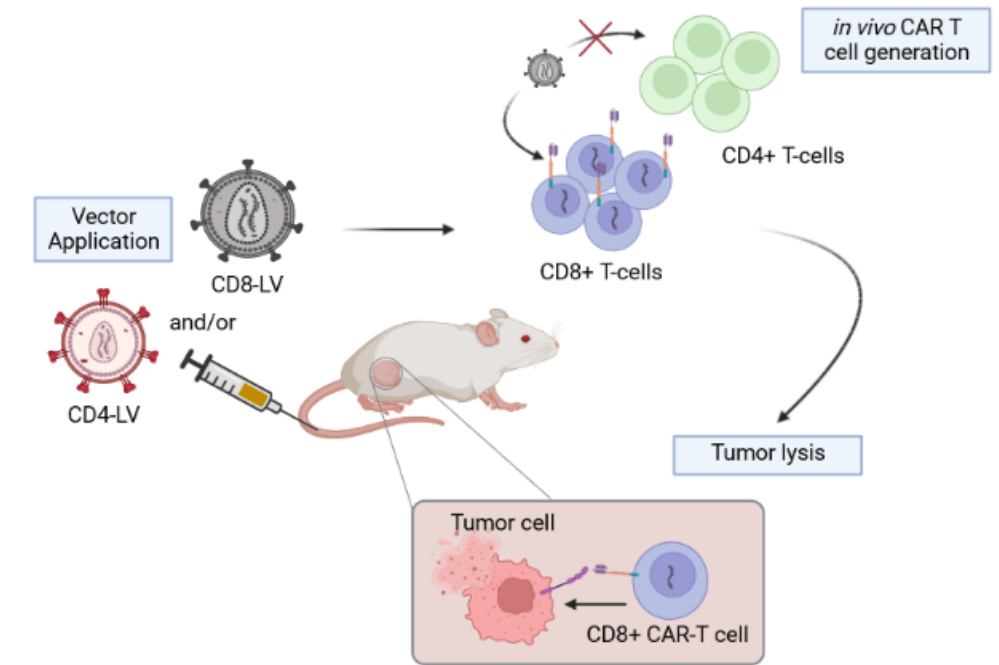 in vivo CAR T
cell generation
CD4+ T-cells
CD8+ T-cells
Vector
Application
CD8-LV
and/or
CD4-LV
Tumor lysis
Tumor cell
CD8+ CAR-T cell